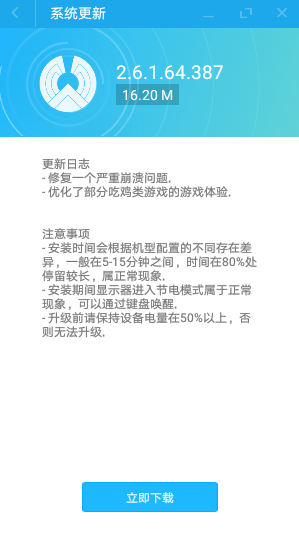 系统更新
2.6.1.64.387
16.20 M
更新日志
- 修复一个严重崩溃问题.
- 优化了部分吃鸡类游戏的游戏体验.
注意事项
- 安装时间会根据机型配置的不同存在差
异，一般在5-15分钟之间，时间在80%处
停留较长，属正常现象.
- 安装期间显示器进入节电模式属于正常
现象，可以通过键盘唤醒.
- 升级前请保持设备电量在50%以上，否
则无法升级.
立即下载